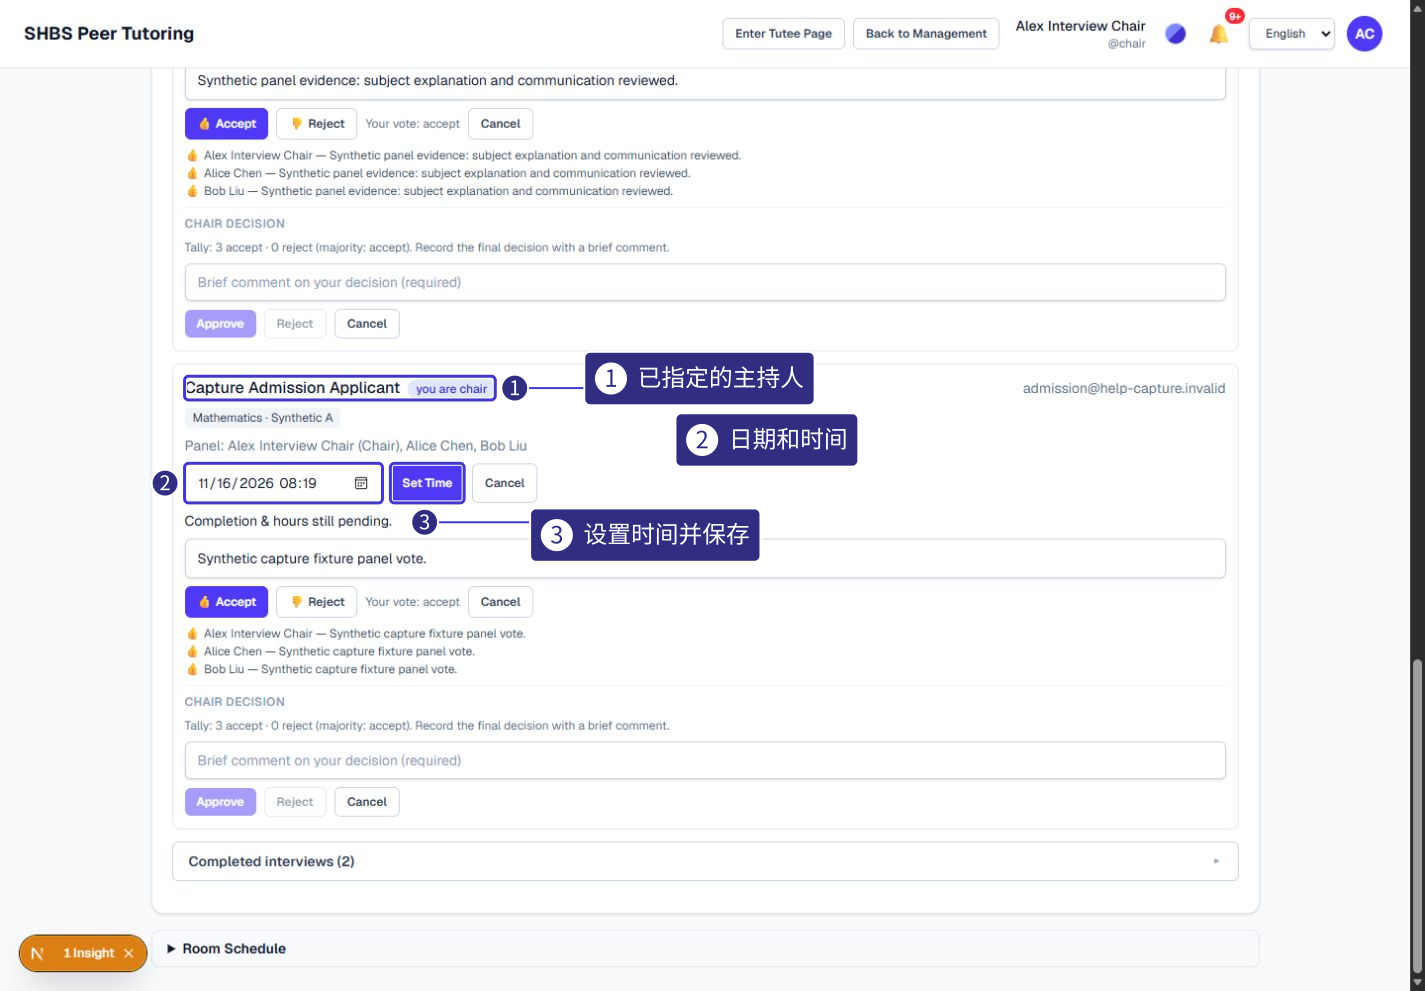 SHBS Peer Tutoring
Enter Tutee Page
Back to Management
Alex Interview Chair
@chair
9+
English
AC
Synthetic panel evidence: subject explanation and communication reviewed.
👍 Accept
👎 Reject
Your vote: accept
Cancel
👍 Alex Interview Chair — Synthetic panel evidence: subject explanation and communication reviewed.
👍 Alice Chen — Synthetic panel evidence: subject explanation and communication reviewed.
👍 Bob Liu — Synthetic panel evidence: subject explanation and communication reviewed.
CHAIR DECISION
Tally: 3 accept · 0 reject (majority: accept). Record the final decision with a brief comment.
Brief comment on your decision (required)
Approve
Reject
Cancel
Capture Admission Applicant
you are chair
1
1 已指定的主持人
admission@help-capture.invalid
Mathematics · Synthetic A
2 日期和时间
Panel: Alex Interview Chair (Chair), Alice Chen, Bob Liu
2
11/16/2026 08:19
Set Time
Cancel
Completion & hours still pending.
3
3 设置时间并保存
Synthetic capture fixture panel vote.
👍 Accept
👎 Reject
Your vote: accept
Cancel
👍 Alex Interview Chair — Synthetic capture fixture panel vote.
👍 Alice Chen — Synthetic capture fixture panel vote.
👍 Bob Liu — Synthetic capture fixture panel vote.
CHAIR DECISION
Tally: 3 accept · 0 reject (majority: accept). Record the final decision with a brief comment.
Brief comment on your decision (required)
Approve
Reject
Cancel
Completed interviews (2)
N 1 Insight ×
Room Schedule